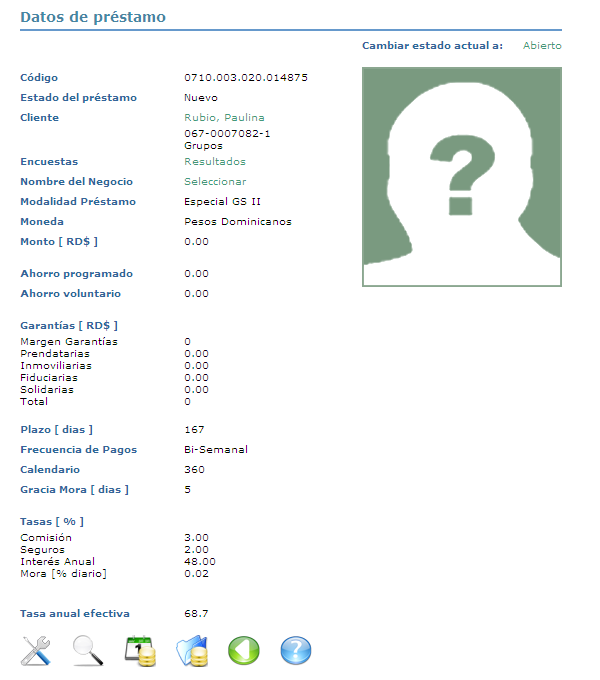 Datos de préstamo
Cambiar estado actual a: Abierto
Código 0710.003.020.014875
Estado del préstamo Nuevo
Cliente Rubio, Paulina
067-0007082-1
Grupos
Encuestas Resultados
Nombre del Negocio Seleccionar
Modalidad Préstamo Especial GS II
Moneda Pesos Dominicanos
Monto [ RD$ ] 0.00
Ahorro programado 0.00
Ahorro voluntario 0.00
Garantías [ RD$ ]
Margen Garantías 0
Prendatarias 0.00
Inmoviliarias 0.00
Fiduciarias 0.00
Solidarias 0.00
Total 0
Plazo [ dias ] 167
Frecuencia de Pagos Bi-Semanal
Calendario 360
Gracia Mora [ dias ] 5
Tasas [ % ]
Comisión 3.00
Seguros 2.00
Interés Anual 48.00
Mora [% diario] 0.02
Tasa anual efectiva 68.7